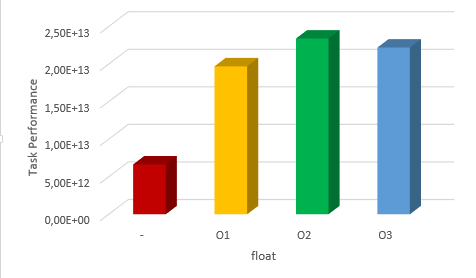 2,50E+13
2,00E+13
1,50E+13
1,00E+13
5,00E+12
0,00E+00
Task Performance
-
O1
O2
O3
float